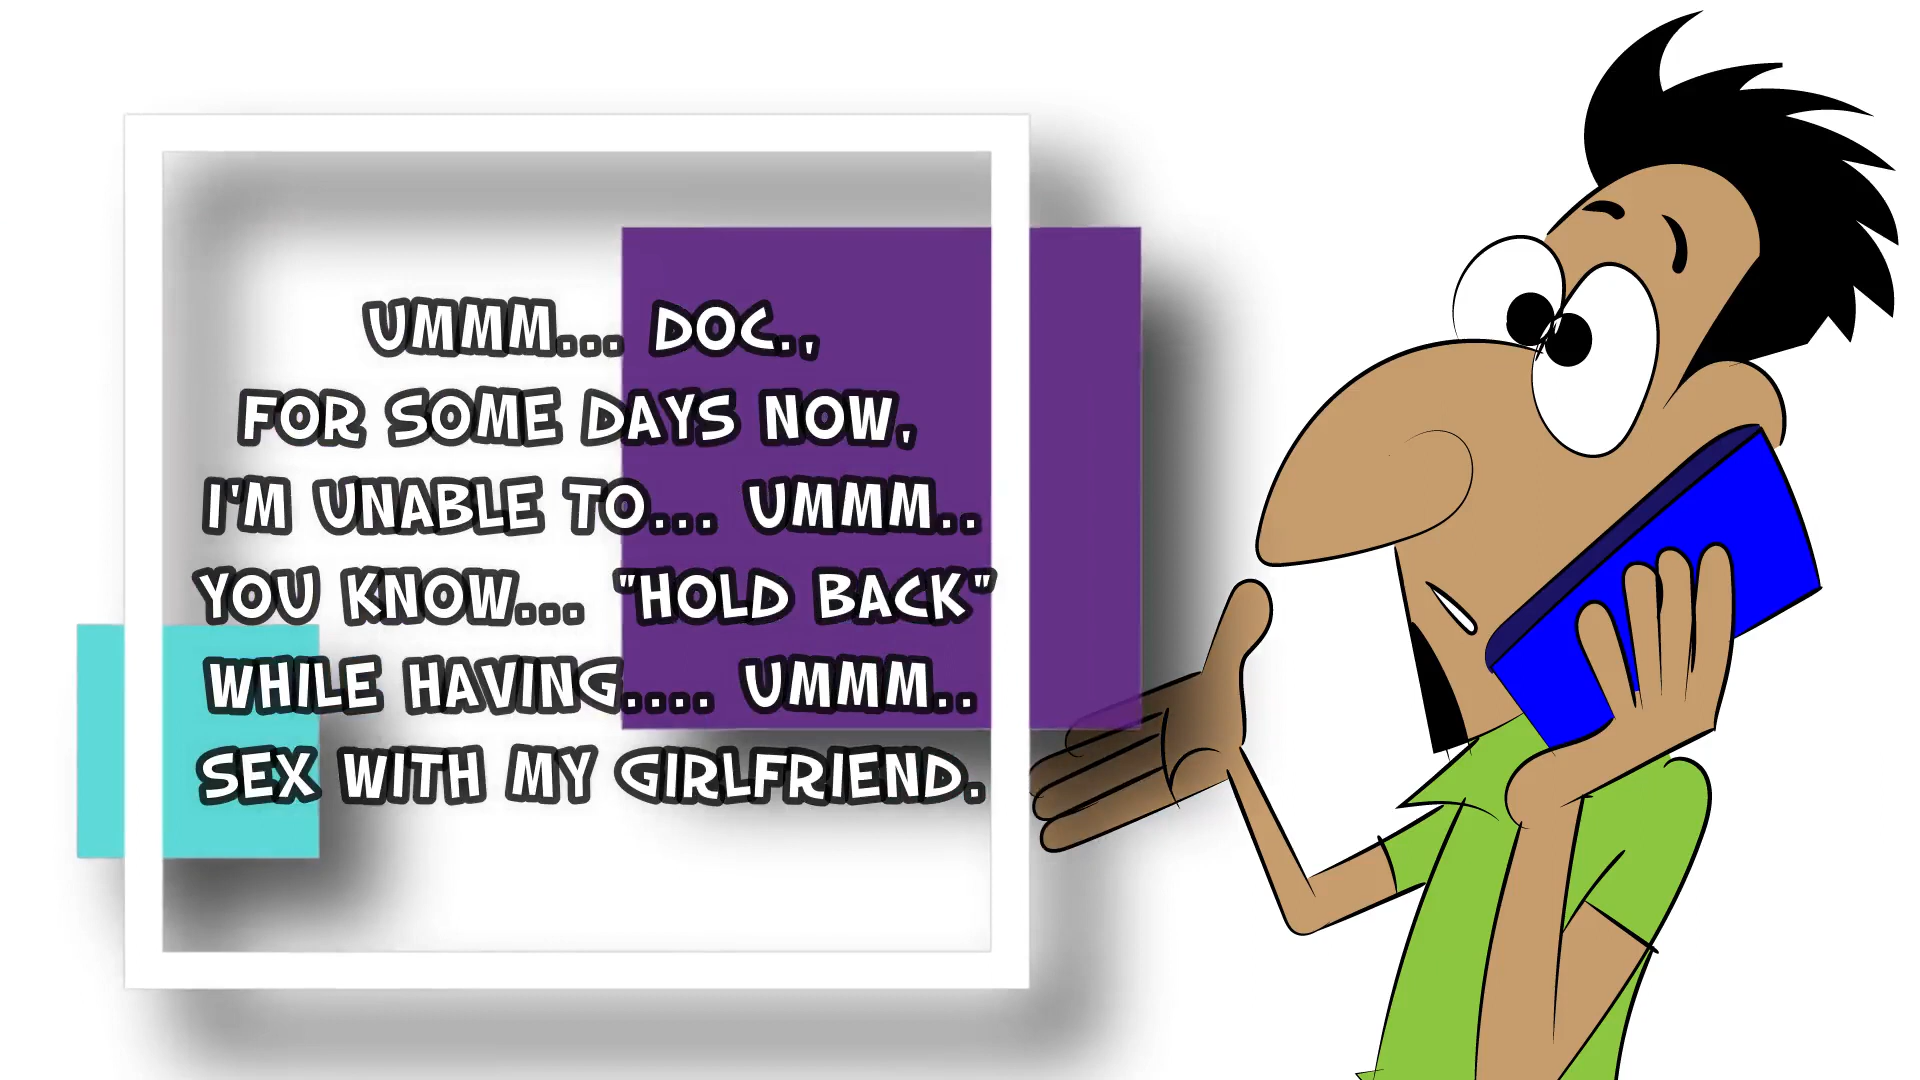 UMMM... DOC.,
FOR SOME DAYS NOW,
I'M UNABLE TO... UMMM..
YOU KNOW... "HOLD BACK"
WHILE HAVING.... UMMM..
SEX WITH MY GIRLFRIEND.